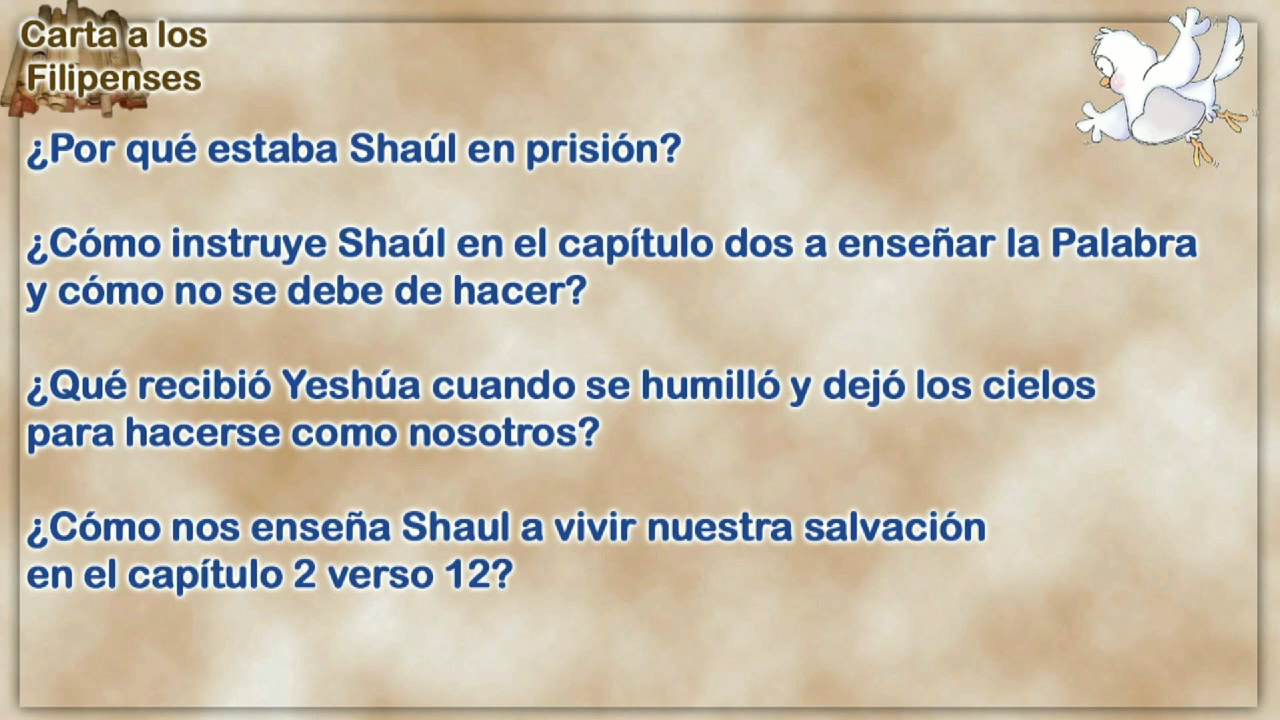 Carta a los
Filipenses
¿Por qué estaba Shaúl en prisión?
¿Cómo instruye Shaúl en el capítulo dos a enseñar la Palabra
y cómo no se debe de hacer?
¿Qué recibió Yeshúa cuando se humilló y dejó los cielos
para hacerse como nosotros?
¿Cómo nos enseña Shaul a vivir nuestra salvación
en el capítulo 2 verso 12?